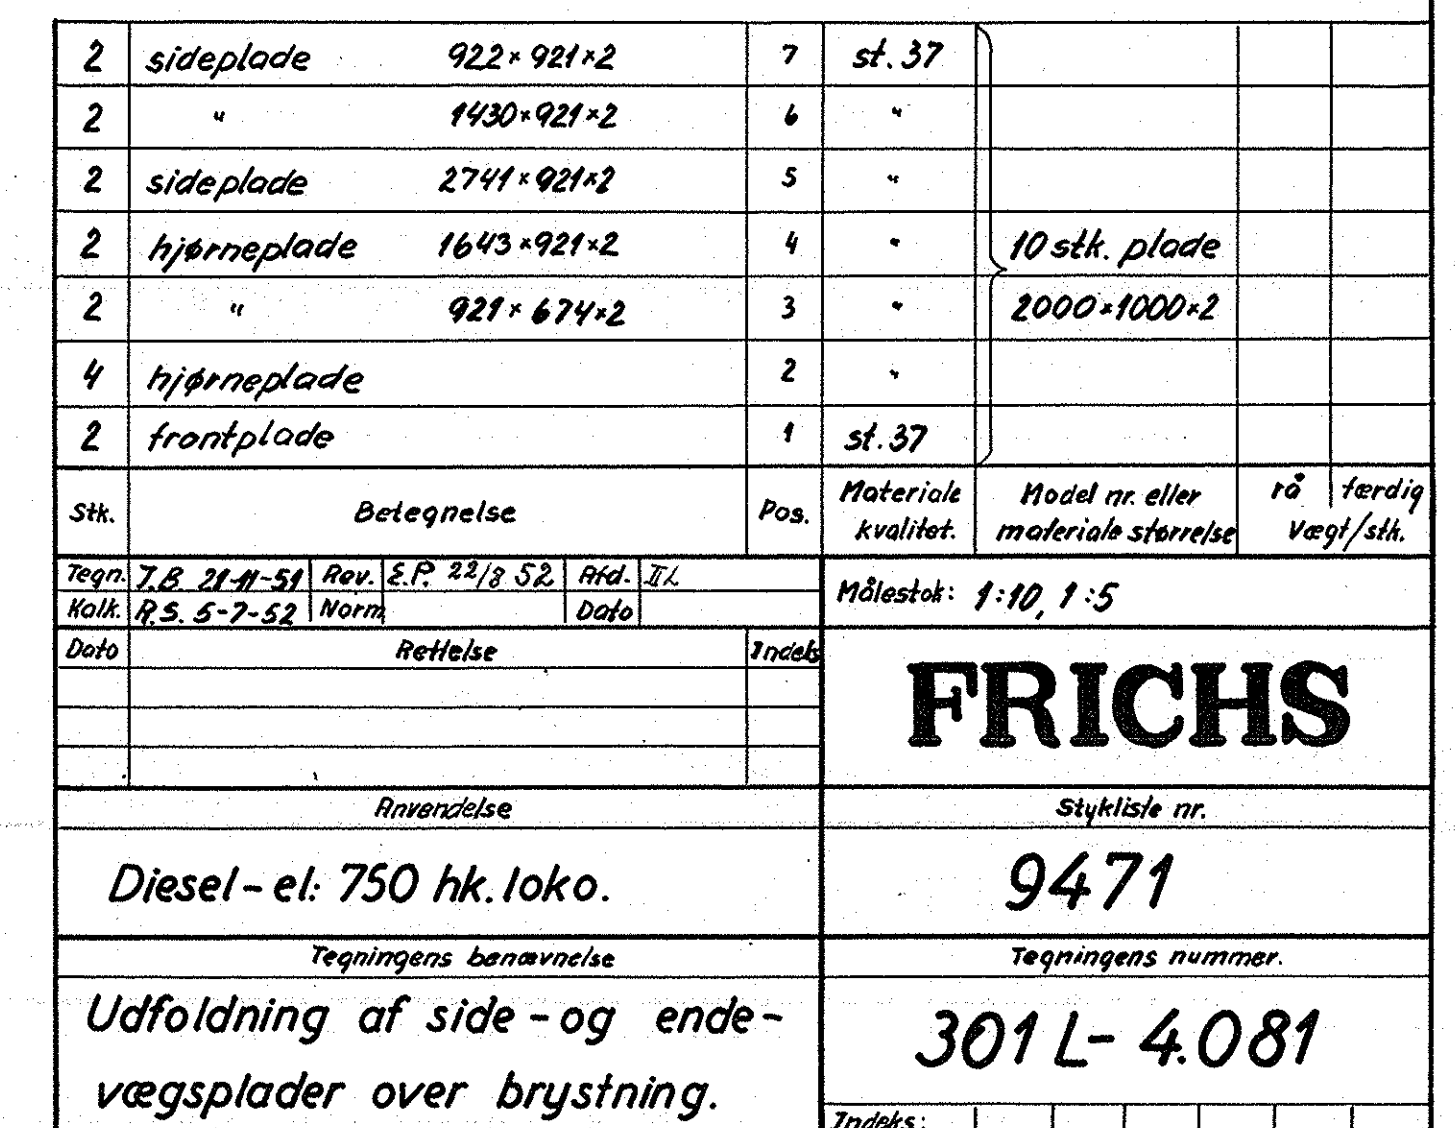 2 sideplade 922×921×2 7 st. 37
2 " 1430×921×2 6 "
2 sideplade 2741×921×2 5 "
2 hjørneplade 1643×921×2 4 " 10 stk. plade
2 " 921×674×2 3 " 2000×1000×2
4 hjørneplade 2 "
2 frontplade 1 st. 37
Stk. Betegnelse Pos. Materiale kvalitet. Model nr. eller materiale størrelse rå færdig Vægt/stk.
Tegn. J.B. 21-11-51 Rev. E.P. 22/8 52 Afd. IIL
Kalk. R.S. 5-7-52 Norm Dato
Målestok: 1:10, 1:5
Dato Rettelse Indeks
FRICHS
Anvendelse Stykliste nr.
Diesel-el: 750 hk. loko. 9471
Tegningens benævnelse Tegningens nummer.
Udfoldning af side-og ende-
vægsplader over brystning.
301 L- 4.081
Indeks: